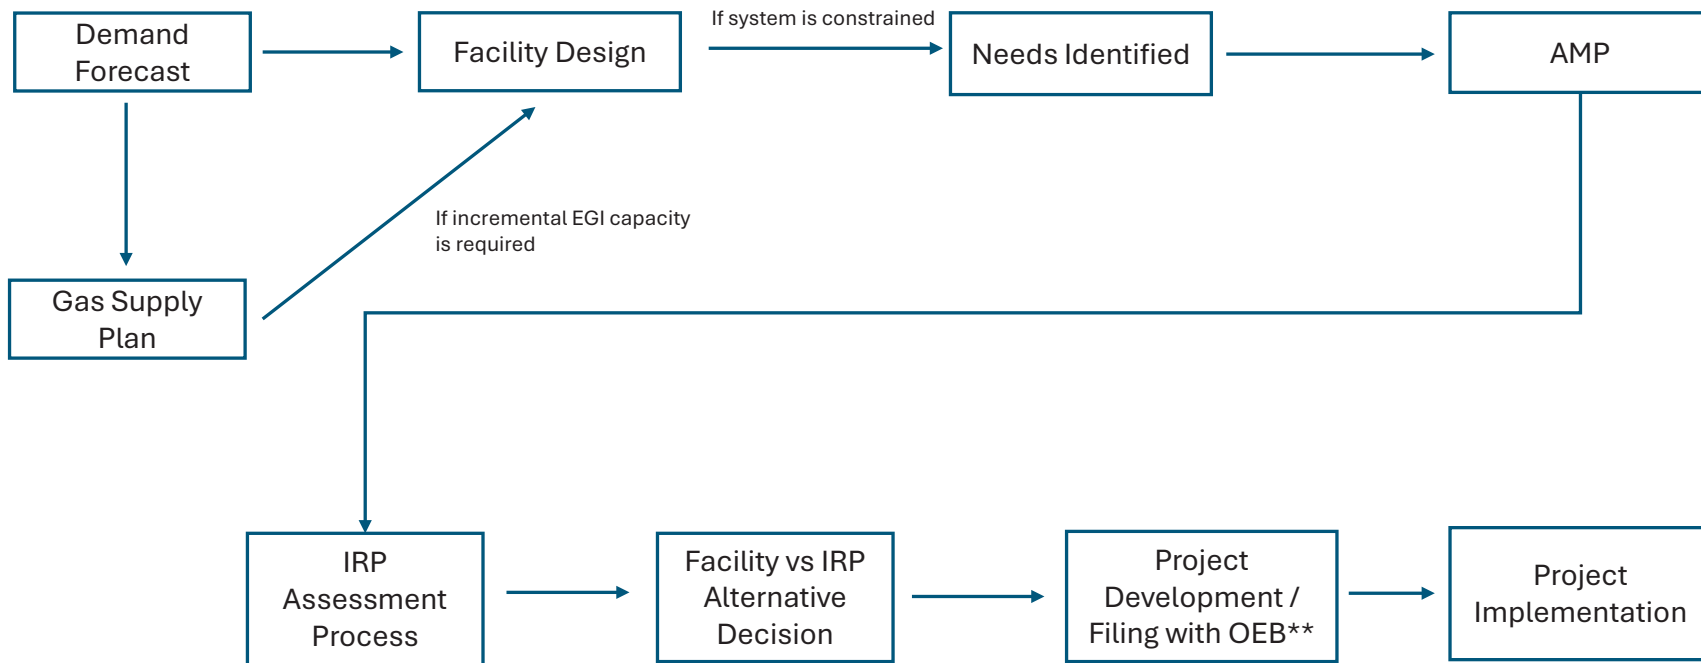 Demand
Forecast
Facility Design
If system is constrained
Needs Identified
AMP
If incremental EGI capacity
is required
Gas Supply
Plan
IRP
Assessment
Process
Facility vs IRP
Alternative
Decision
Project
Development /
Filing with OEB**
Project
Implementation